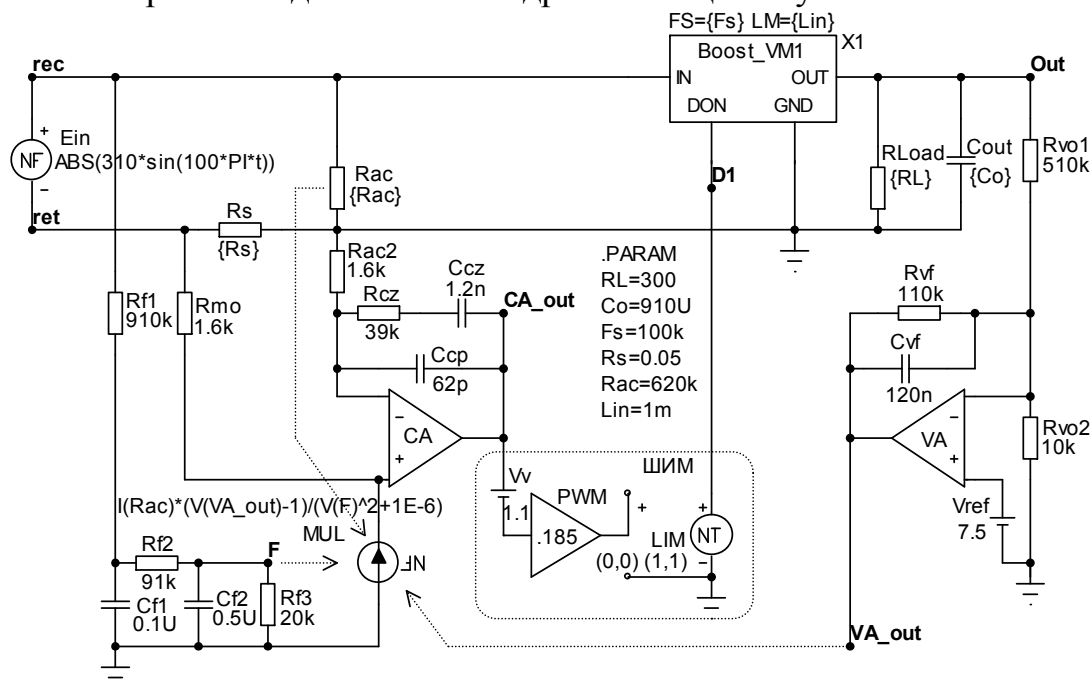 FS={Fs} LM={Lin}
Boost_VM1
X1
IN
OUT
DON
GND
rec
Out
Ein
NF
ABS(310*sin(100*PI*t))
Rac
{Rac}
ret
Rs
{Rs}
D1
RLoad
{RL}
Cout
{Co}
Rvo1
510k
Rac2
1.6k
Rcz
39k
Ccz
1.2n
CA_out
Rf1
910k
Rmo
1.6k
Ccp
62p
CA
.PARAM
RL=300
Co=910U
Fs=100k
Rs=0.05
Rac=620k
Lin=1m
Rvf
110k
Cvf
120n
VA
Rvo2
10k
Vref
7.5
ШИМ
Vv
1.1
PWM
.185
LIM
(0,0) (1,1)
NT
I(Rac)*(V(VA_out)-1)/(V(F)^2+1E-6)
MUL
NF
Rf2
91k
F
Cf1
0.1U
Cf2
0.5U
Rf3
20k
VA_out